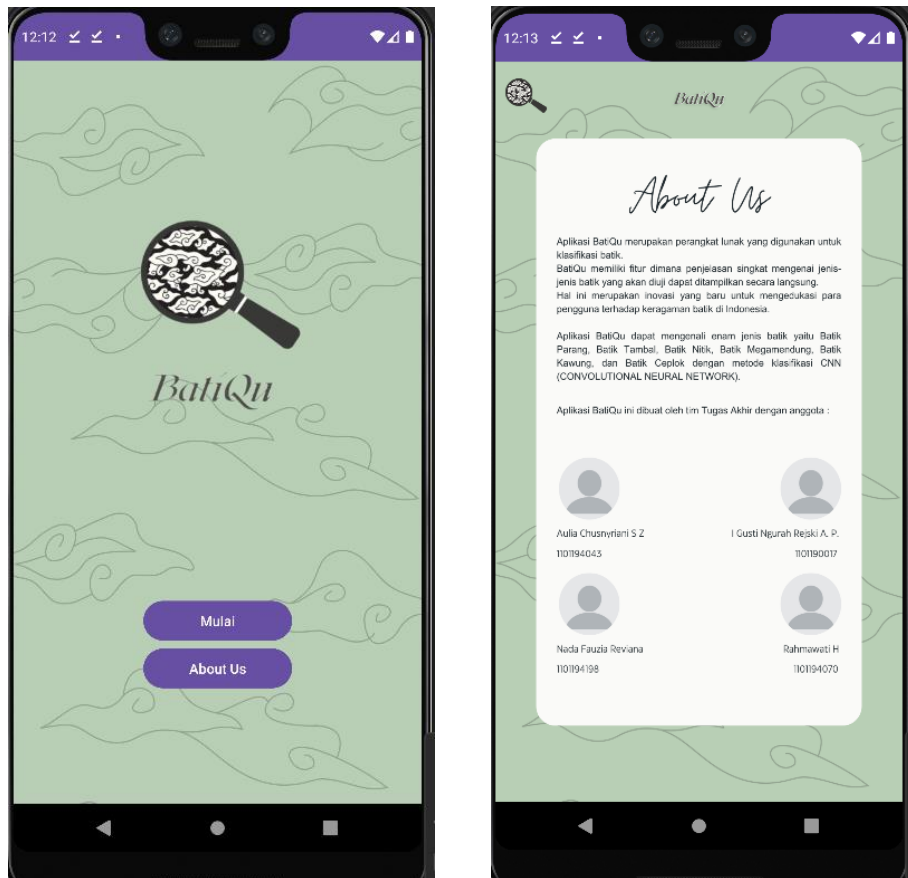 12:12
BatiQu
Mulai
About Us
12:13
BatiQu
About Us
Aplikasi BatiQu merupakan perangkat lunak yang digunakan untuk
klasifikasi batik.
BatiQu memiliki fitur dimana penjelasan singkat mengenai jenis-
jenis batik yang akan diuji dapat ditampilkan secara langsung.
Hal ini merupakan inovasi yang baru untuk mengedukasi para
pengguna terhadap keragaman batik di Indonesia.
Aplikasi BatiQu dapat mengenali enam jenis batik yaitu Batik
Parang, Batik Tambal, Batik Nitik, Batik Megamendung, Batik
Kawung, dan Batik Ceplok dengan metode klasifikasi CNN
(CONVOLUTIONAL NEURAL NETWORK).
Aplikasi BatiQu ini dibuat oleh tim Tugas Akhir dengan anggota :
Aulia Chusnyriani S Z
I Gusti Ngurah Rejski A. P.
1101194043
1101190017
Nada Fauzia Reviana
Rahmawati H
1101194198
1101194070